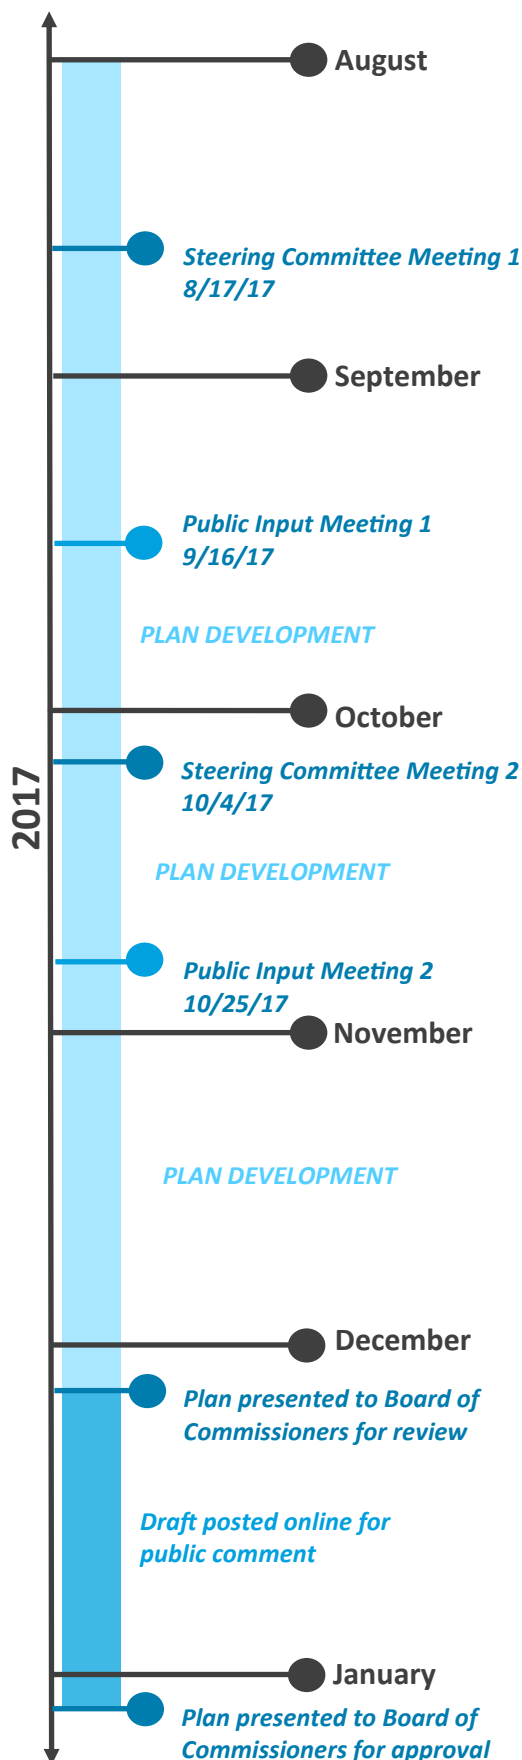 August
Steering Committee Meeting 1
8/17/17
September
Public Input Meeting 1
9/16/17
PLAN DEVELOPMENT
October
2017
Steering Committee Meeting 2
10/4/17
PLAN DEVELOPMENT
Public Input Meeting 2
10/25/17
November
PLAN DEVELOPMENT
December
Plan presented to Board of
Commissioners for review
Draft posted online for
public comment
January
Plan presented to Board of
Commissioners for approval